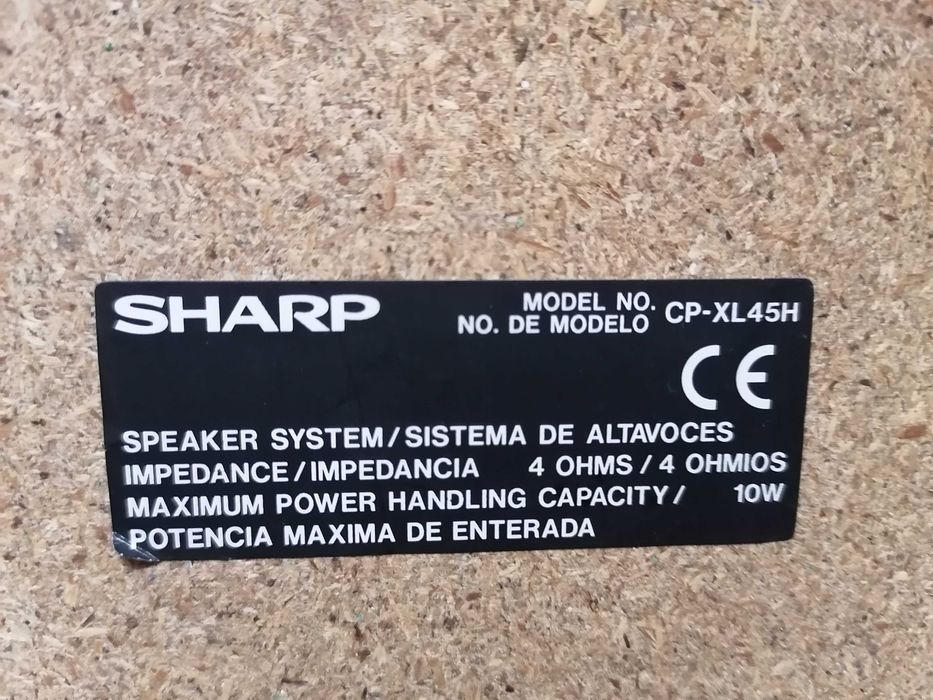 SHARP
MODEL NO. CP-XL45H
NO. DE MODELO
CE
SPEAKER SYSTEM/SISTEMA DE ALTAVOCES
IMPEDANCE/IMPEDANCIA 4 OHMS/4 OHMIOS
MAXIMUM POWER HANDLING CAPACITY/ 10W
POTENCIA MAXIMA DE ENTERADA